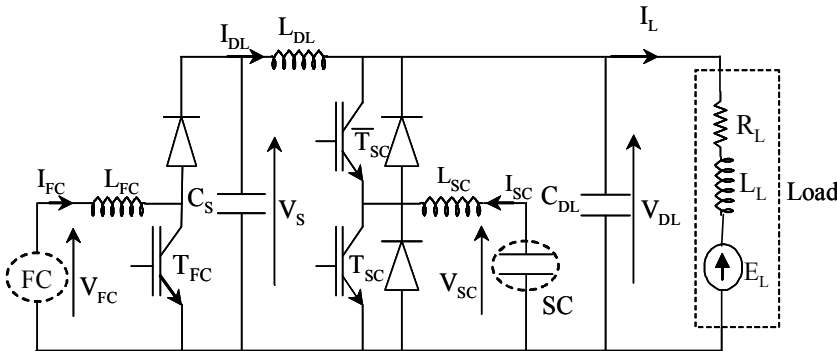 I_DL
L_DL
I_L
T̅_SC
R_L
L_L
Load
E_L
I_FC
L_FC
C_S
V_S
L_SC
I_SC
C_DL
V_DL
FC
V_FC
T_FC
T_SC
V_SC
SC